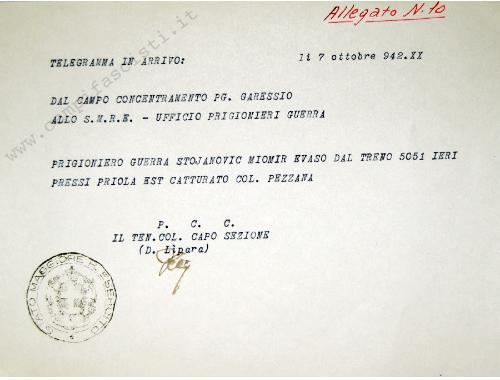 Allegato N. 10
TELEGRAMMA IN ARRIVO: li 7 ottobre 942.XX
DAL CAMPO CONCENTRAMENTO PG. GARESSIO
ALLO S.M.R.E. - UFFICIO PRIGIONIERI GUERRA
PRIGIONIERO GUERRA STOJANOVIC MIOMIR EVASO DAL TRENO 5051 IERI
PRESSI PRIOLA EST CATTURATO COL. PEZZANA
P. C. C.
IL TEN.COL. CAPO SEZIONE
(D. Lipara)
STATO MAGGIORE R. ESERCITO
www.campifascisti.it